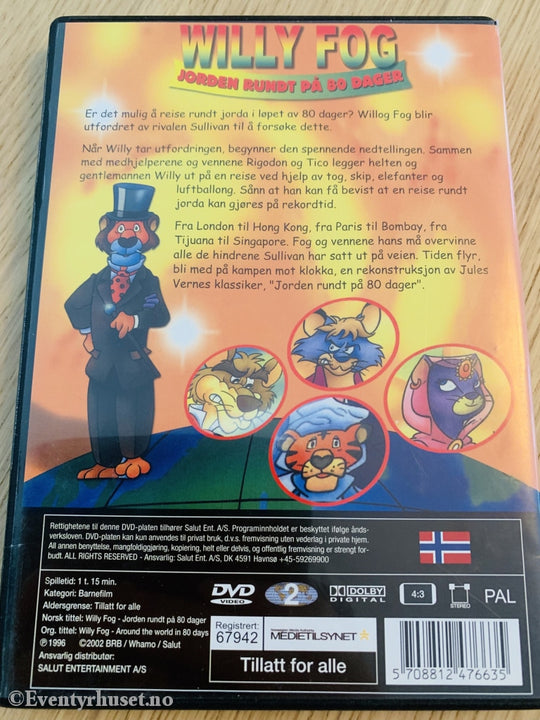 WILLY FOG
JORDEN RUNDT PÅ 80 DAGER
Er det mulig å reise rundt jorda i løpet av 80 dager? Willog Fog blir
utfordret av rivalen Sullivan til å forsøke dette.
Når Willy tar utfordringen, begynner den spennende nedtellingen. Sammen
med medhjelperene og vennene Rigodon og Tico legger helten og
gentlemannen Willy ut på en reise ved hjelp av tog, skip, elefanter og
luftballong. Sånn at han kan få bevist at en reise rundt
jorda kan gjøres på rekordtid.
Fra London til Hong Kong, fra Paris til Bombay, fra
Tijuana til Singapore. Fog og vennene hans må overvinne
alle de hindrene Sullivan har satt ut på veien. Tiden flyr,
bli med på kampen mot klokka, en rekonstruksjon av Jules
Vernes klassiker, "Jorden rundt på 80 dager".
Rettighetene til denne DVD-platen tilhører Salut Ent. A/S. Programinnholdet er beskyttet ifølge ånds-
verksloven. DVD-platen kan kun anvendes til privat bruk, d.v.s. fremvisning uten vederlag i privat hjem.
All annen benyttelse, mangfoldiggjøring, kopiering, helt eller delvis, og offentlig fremvisning er strengt for-
budt. ALL RIGHTS RESERVED - Ansvarlig: Salut Ent. A/S, DK 4591 Havnsø +45-59269900
Spilletid: 1 t. 15 min.
Kategori: Barnefilm
Aldersgrense: Tillatt for alle
Norsk tittel: Willy Fog - Jorden rundt på 80 dager
Org. tittel: Willy Fog - Around the world in 80 days
℗1996 ©2002 BRB / Whamo / Salut
Ansvarlig distributør:
SALUT ENTERTAINMENT A/S
DVD
VIDEO
2
DOLBY
DIGITAL
4:3
STEREO
PAL
Registrert:
67942
MEDIETILSYNET
Tillatt for alle
5 708812 476635
©Eventyrhuset.no